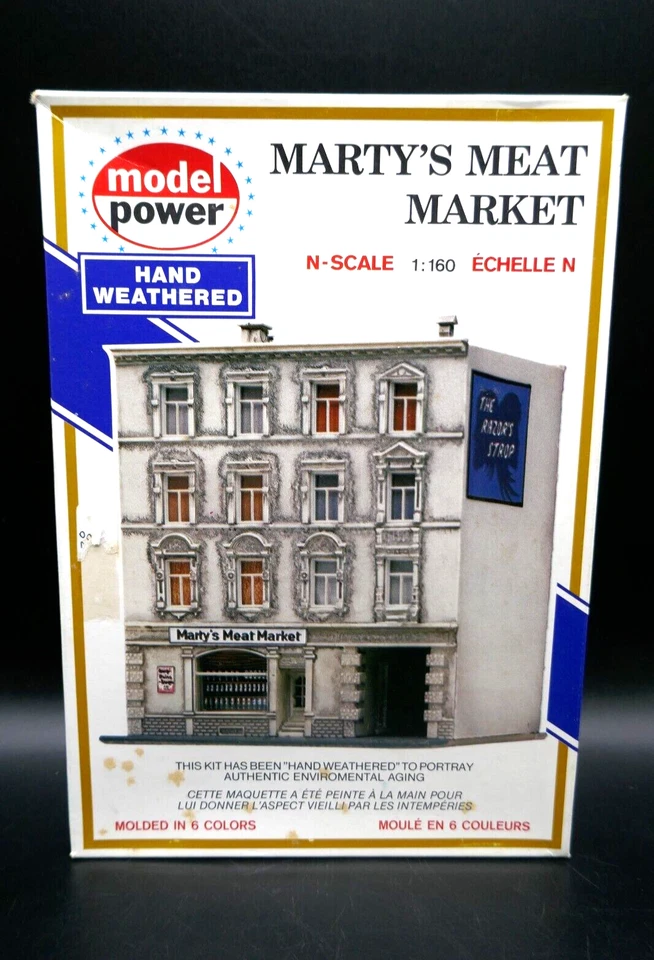 model
power
HAND
WEATHERED
MARTY'S MEAT
MARKET
N-SCALE 1:160 ÉCHELLE N
THE
RAZOR'S
STROP
Marty's Meat Market
THIS KIT HAS BEEN "HAND WEATHERED" TO PORTRAY
AUTHENTIC ENVIROMENTAL AGING
CETTE MAQUETTE A ÉTÉ PEINTE À LA MAIN POUR
LUI DONNER L'ASPECT VIEILLI PAR LES INTEMPÉRIES
MOLDED IN 6 COLORS MOULÉ EN 6 COULEURS